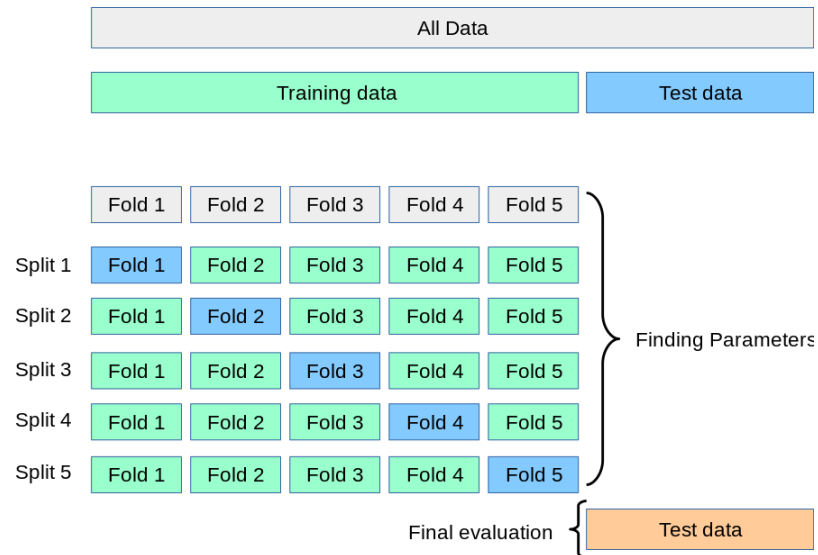 All Data
Training data Test data
Fold 1 Fold 2 Fold 3 Fold 4 Fold 5
Split 1 Fold 1 Fold 2 Fold 3 Fold 4 Fold 5
Split 2 Fold 1 Fold 2 Fold 3 Fold 4 Fold 5
Finding Parameters
Split 3 Fold 1 Fold 2 Fold 3 Fold 4 Fold 5
Split 4 Fold 1 Fold 2 Fold 3 Fold 4 Fold 5
Split 5 Fold 1 Fold 2 Fold 3 Fold 4 Fold 5
Final evaluation Test data